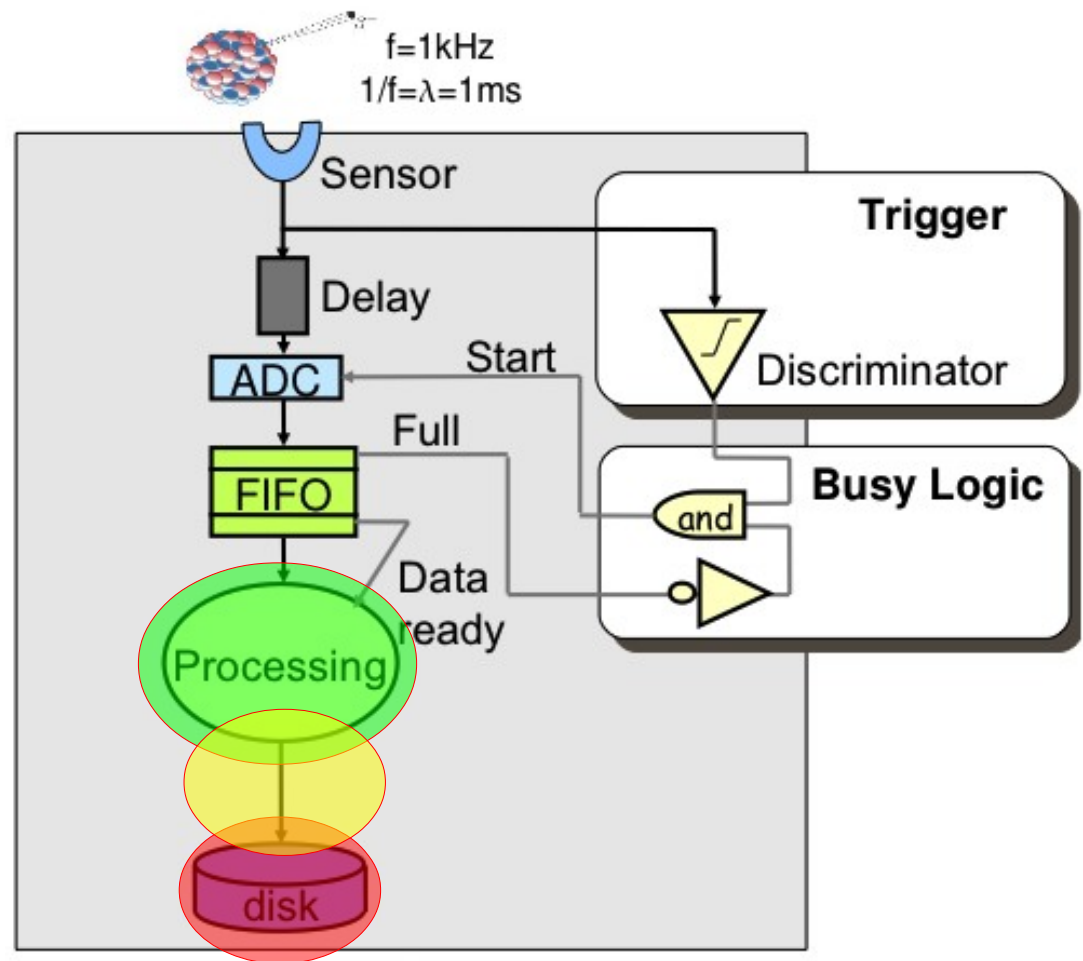 f=1kHz
1/f=λ=1ms
Sensor
Trigger
Delay
Start
Discriminator
ADC
Full
Busy Logic
FIFO
and
Data
ready
Processing
disk